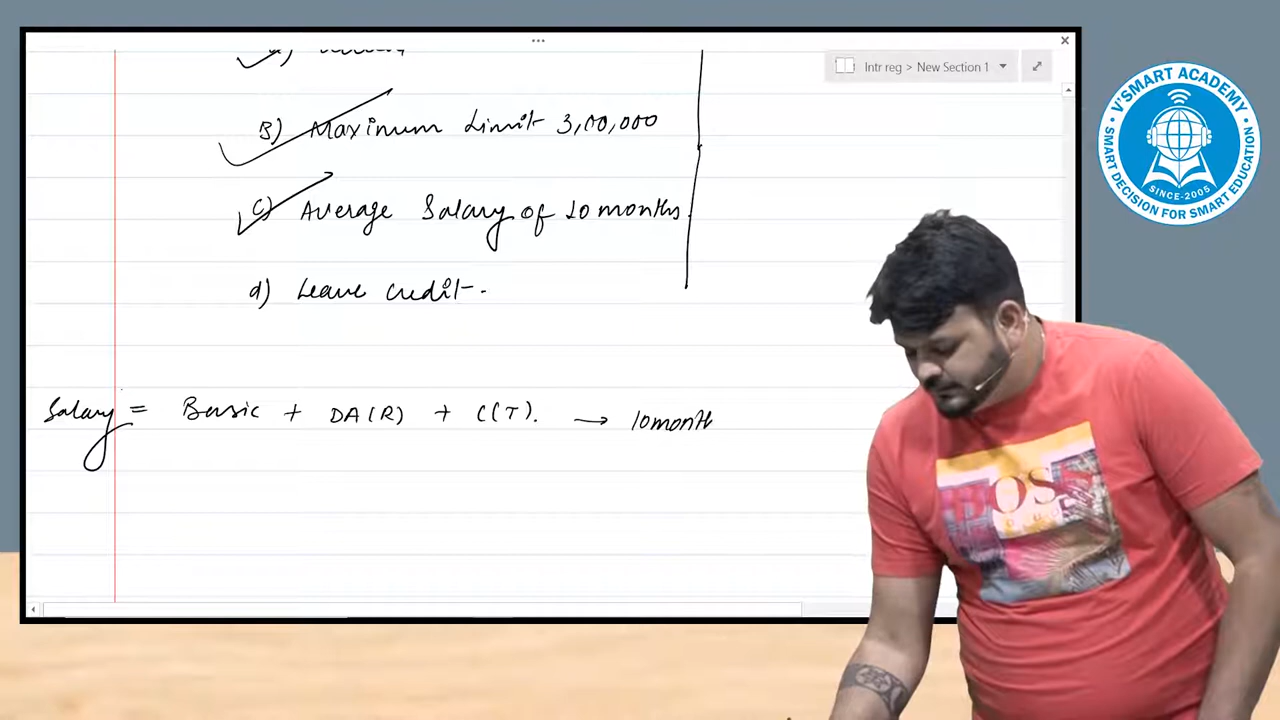 Intr reg > New Section 1
B) Maximum Limit 3,00,000
c) Average Salary of 10 months.
d) Leave credit.
Salary = Basic + DA(R) + C(T). → 10month
V'SMART ACADEMY
SINCE-2005
SMART DECISION FOR SMART EDUCATION
BOSS